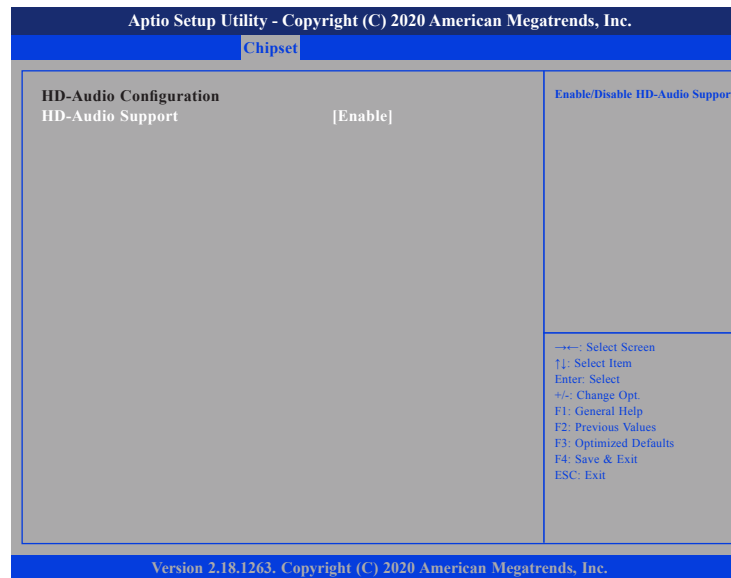 Aptio Setup Utility - Copyright (C) 2020 American Megatrends, Inc.
Chipset
HD-Audio Configuration
HD-Audio Support [Enable]
Enable/Disable HD-Audio Suppor
→←: Select Screen
↑↓: Select Item
Enter: Select
+/-: Change Opt.
F1: General Help
F2: Previous Values
F3: Optimized Defaults
F4: Save & Exit
ESC: Exit
Version 2.18.1263. Copyright (C) 2020 American Megatrends, Inc.